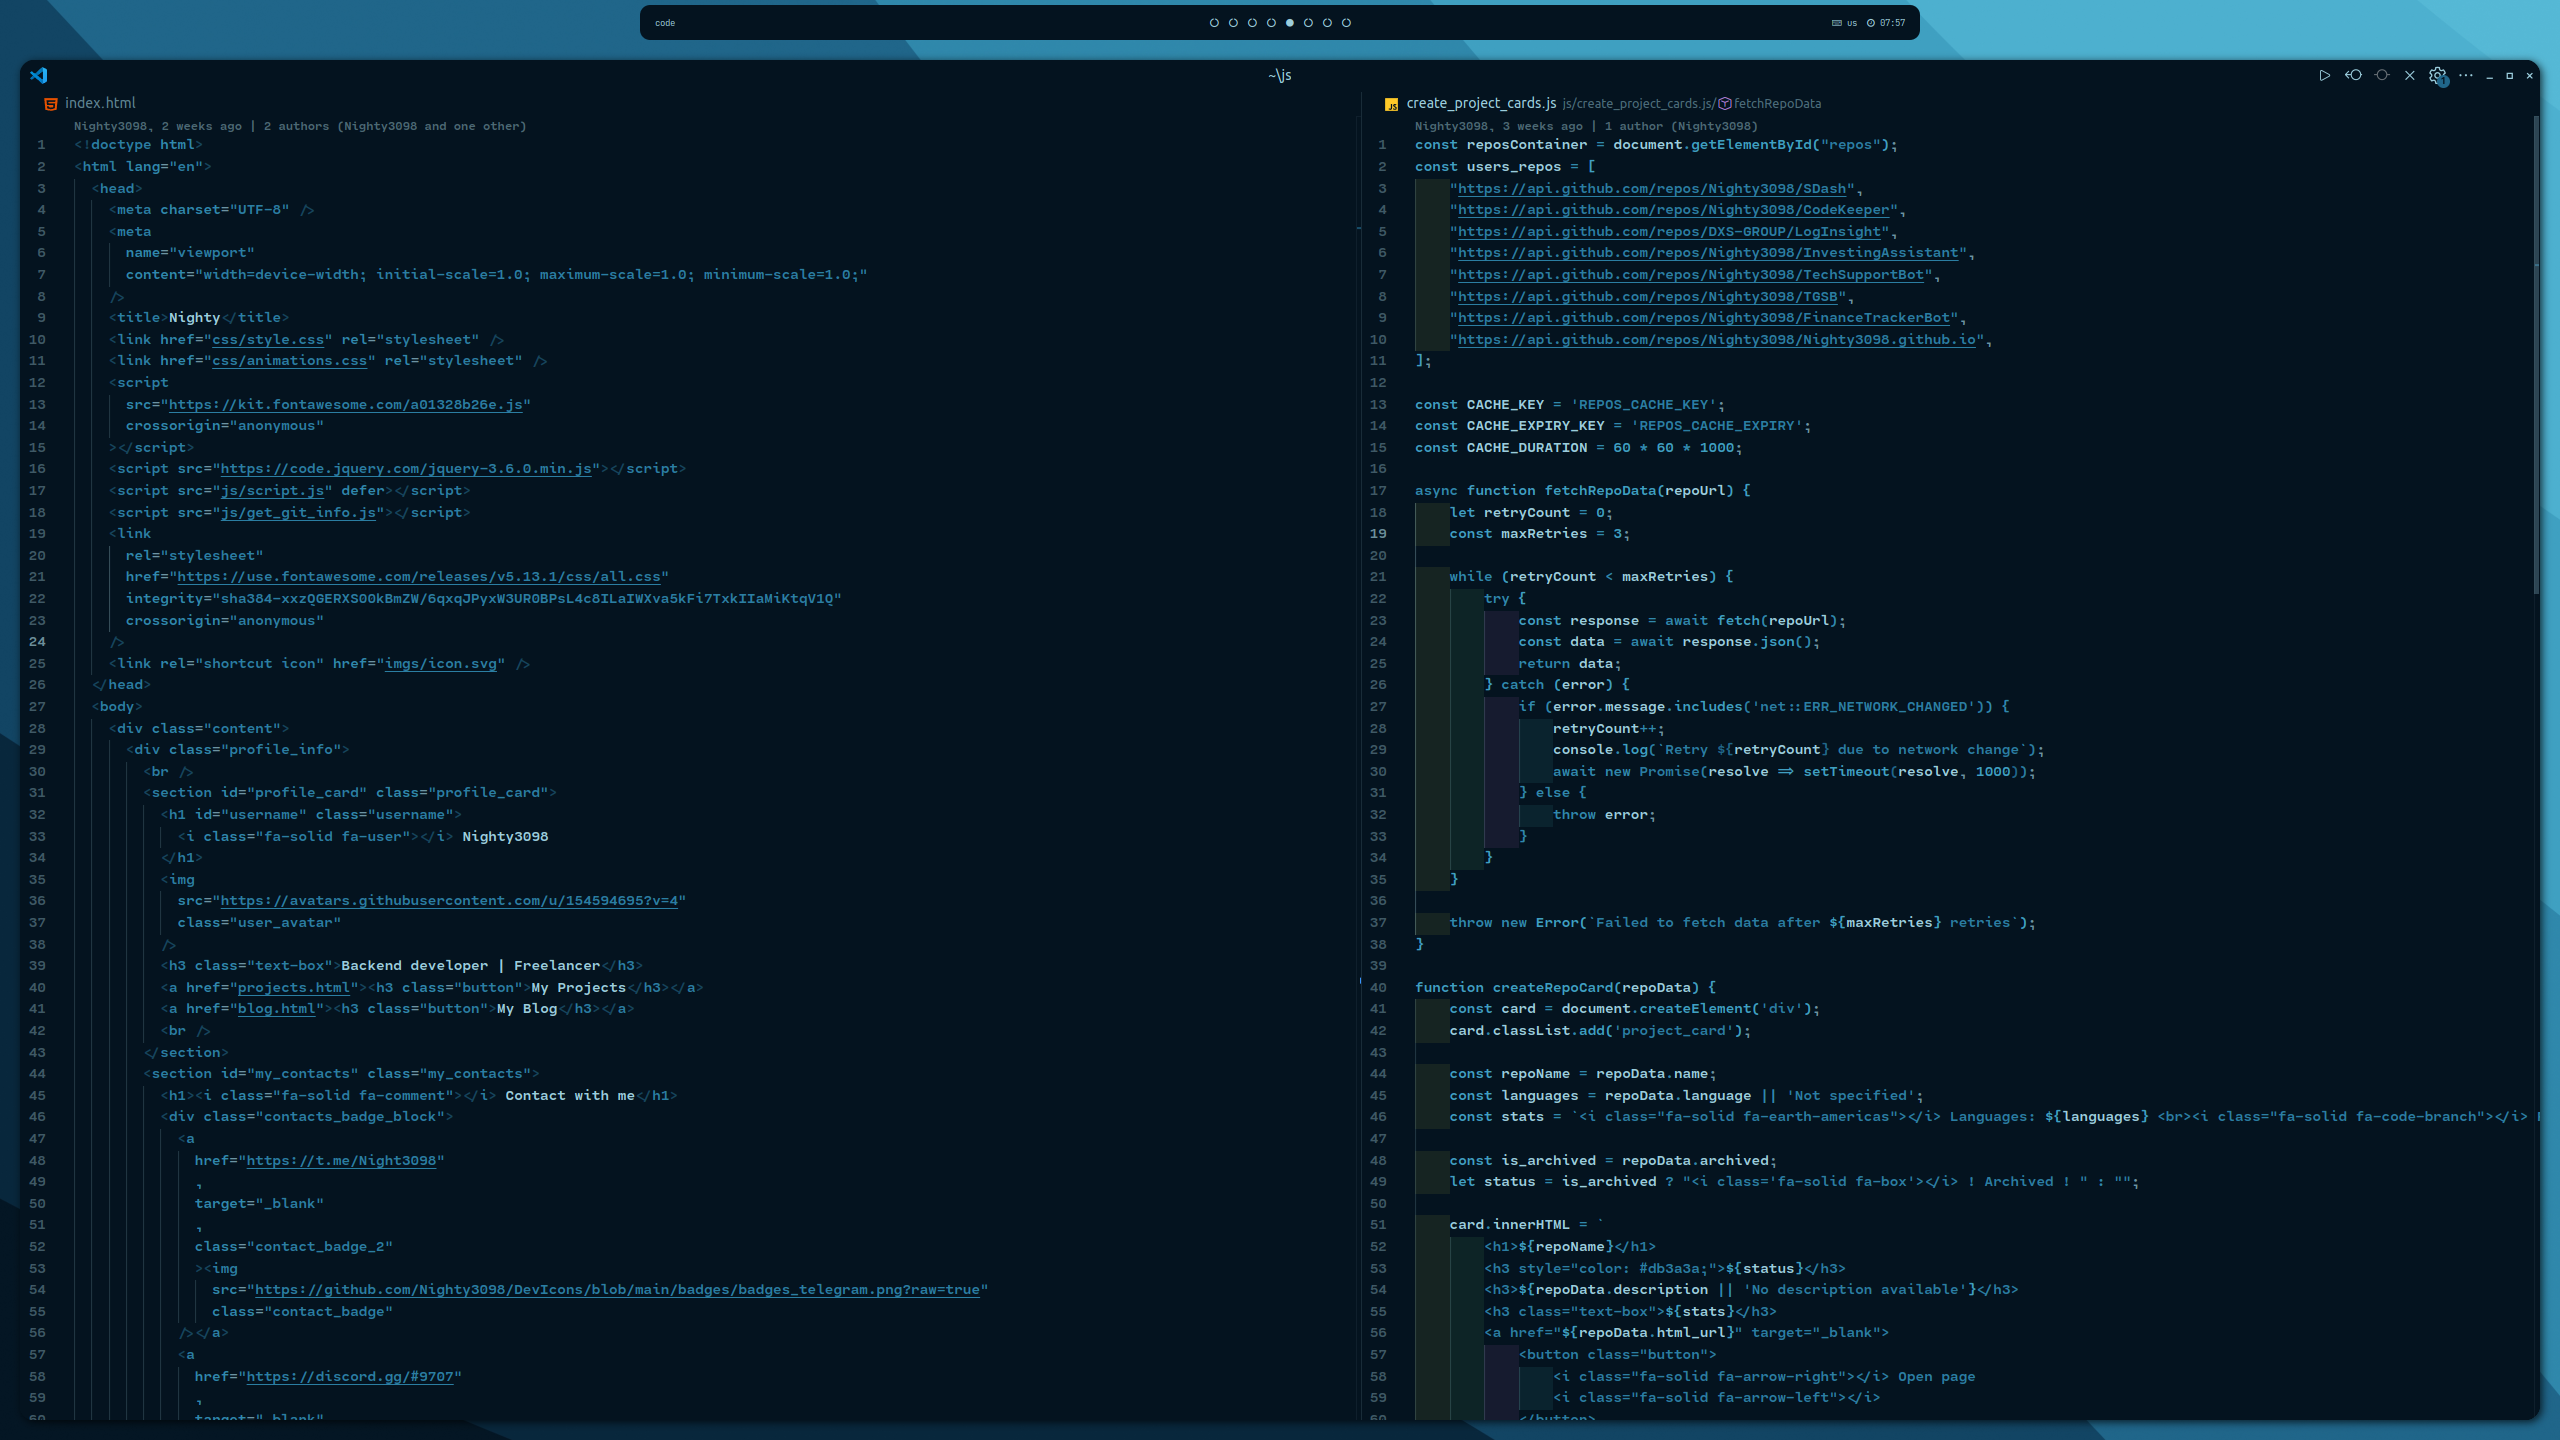 code
us 07:57
~\js
index.html
Nighty3098, 2 weeks ago | 2 authors (Nighty3098 and one other)
1 <!doctype html>
2 <html lang="en">
3 <head>
4 <meta charset="UTF-8" />
5 <meta
6 name="viewport"
7 content="width=device-width; initial-scale=1.0; maximum-scale=1.0; minimum-scale=1.0;"
8 />
9 <title>Nighty</title>
10 <link href="css/style.css" rel="stylesheet" />
11 <link href="css/animations.css" rel="stylesheet" />
12 <script
13 src="https://kit.fontawesome.com/a01328b26e.js"
14 crossorigin="anonymous"
15 ></script>
16 <script src="https://code.jquery.com/jquery-3.6.0.min.js"></script>
17 <script src="js/script.js" defer></script>
18 <script src="js/get_git_info.js"></script>
19 <link
20 rel="stylesheet"
21 href="https://use.fontawesome.com/releases/v5.13.1/css/all.css"
22 integrity="sha384-xxzQGERXS00kBmZW/6qxqJPyxW3UR0BPsL4c8ILaIWXva5kFi7TxkIIaMiKtqV1Q"
23 crossorigin="anonymous"
24 />
25 <link rel="shortcut icon" href="imgs/icon.svg" />
26 </head>
27 <body>
28 <div class="content">
29 <div class="profile_info">
30 <br />
31 <section id="profile_card" class="profile_card">
32 <h1 id="username" class="username">
33 <i class="fa-solid fa-user"></i> Nighty3098
34 </h1>
35 <img
36 src="https://avatars.githubusercontent.com/u/154594695?v=4"
37 class="user_avatar"
38 />
39 <h3 class="text-box">Backend developer | Freelancer</h3>
40 <a href="projects.html"><h3 class="button">My Projects</h3></a>
41 <a href="blog.html"><h3 class="button">My Blog</h3></a>
42 <br />
43 </section>
44 <section id="my_contacts" class="my_contacts">
45 <h1><i class="fa-solid fa-comment"></i> Contact with me</h1>
46 <div class="contacts_badge_block">
47 <a
48 href="https://t.me/Night3098"
49 ,
50 target="_blank"
51 ,
52 class="contact_badge_2"
53 ><img
54 src="https://github.com/Nighty3098/DevIcons/blob/main/badges/badges_telegram.png?raw=true"
55 class="contact_badge"
56 /></a>
57 <a
58 href="https://discord.gg/#9707"
59 ,
60 target="_blank"
create_project_cards.js js/create_project_cards.js/fetchRepoData
Nighty3098, 3 weeks ago | 1 author (Nighty3098)
1 const reposContainer = document.getElementById("repos");
2 const users_repos = [
3 "https://api.github.com/repos/Nighty3098/SDash",
4 "https://api.github.com/repos/Nighty3098/CodeKeeper",
5 "https://api.github.com/repos/DXS-GROUP/LogInsight",
6 "https://api.github.com/repos/Nighty3098/InvestingAssistant",
7 "https://api.github.com/repos/Nighty3098/TechSupportBot",
8 "https://api.github.com/repos/Nighty3098/TGSB",
9 "https://api.github.com/repos/Nighty3098/FinanceTrackerBot",
10 "https://api.github.com/repos/Nighty3098/Nighty3098.github.io",
11 ];
12
13 const CACHE_KEY = 'REPOS_CACHE_KEY';
14 const CACHE_EXPIRY_KEY = 'REPOS_CACHE_EXPIRY';
15 const CACHE_DURATION = 60 * 60 * 1000;
16
17 async function fetchRepoData(repoUrl) {
18 let retryCount = 0;
19 const maxRetries = 3;
20
21 while (retryCount < maxRetries) {
22 try {
23 const response = await fetch(repoUrl);
24 const data = await response.json();
25 return data;
26 } catch (error) {
27 if (error.message.includes('net::ERR_NETWORK_CHANGED')) {
28 retryCount++;
29 console.log(`Retry ${retryCount} due to network change`);
30 await new Promise(resolve => setTimeout(resolve, 1000));
31 } else {
32 throw error;
33 }
34 }
35 }
36
37 throw new Error(`Failed to fetch data after ${maxRetries} retries`);
38 }
39
40 function createRepoCard(repoData) {
41 const card = document.createElement('div');
42 card.classList.add('project_card');
43
44 const repoName = repoData.name;
45 const languages = repoData.language || 'Not specified';
46 const stats = `<i class="fa-solid fa-earth-americas"></i> Languages: ${languages} <br><i class="fa-solid fa-code-branch"></i>
47
48 const is_archived = repoData.archived;
49 let status = is_archived ? "<i class='fa-solid fa-box'></i> ! Archived ! " : "";
50
51 card.innerHTML = `
52 <h1>${repoName}</h1>
53 <h3 style="color: #db3a3a;">${status}</h3>
54 <h3>${repoData.description || 'No description available'}</h3>
55 <h3 class="text-box">${stats}</h3>
56 <a href="${repoData.html_url}" target="_blank">
57 <button class="button">
58 <i class="fa-solid fa-arrow-right"></i> Open page
59 <i class="fa-solid fa-arrow-left"></i>
60 </button>